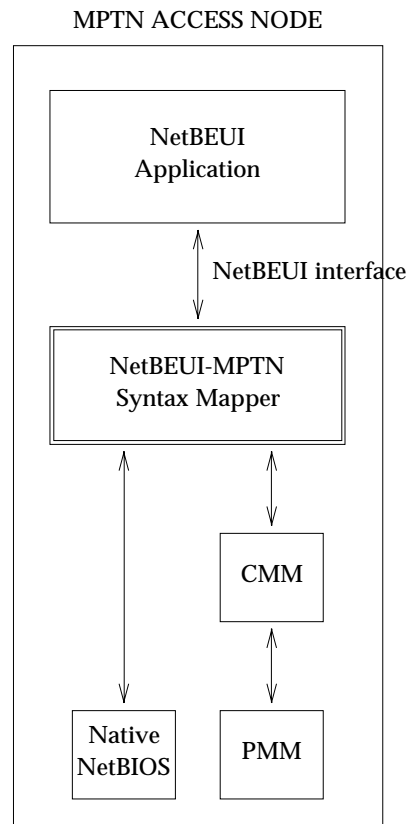 MPTN ACCESS NODE
NetBEUI
Application
NetBEUI interface
NetBEUI-MPTN
Syntax Mapper
CMM
Native
NetBIOS
PMM